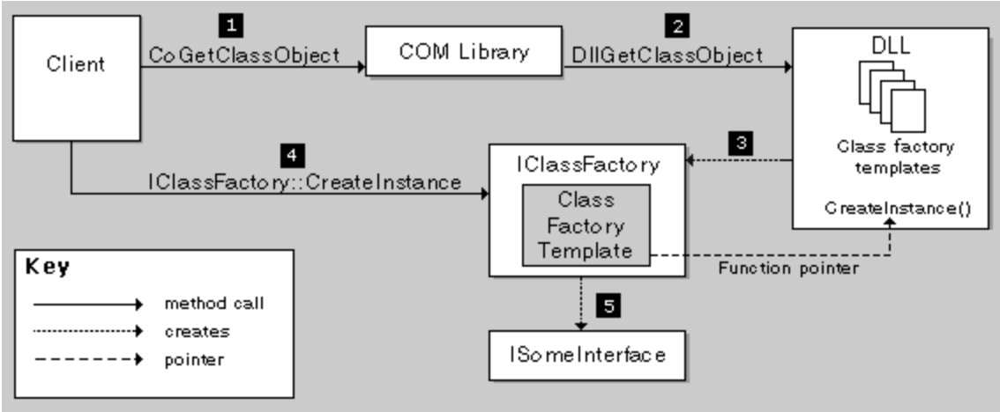 1
2
CoGetClassObject
DllGetClassObject
Client
COM Library
DLL
Class factory
templates
CreateInstance()
3
4
IClassFactory::CreateInstance
IClassFactory
Class
Factory
Template
Function pointer
5
ISomeInterface
Key
method call
creates
pointer